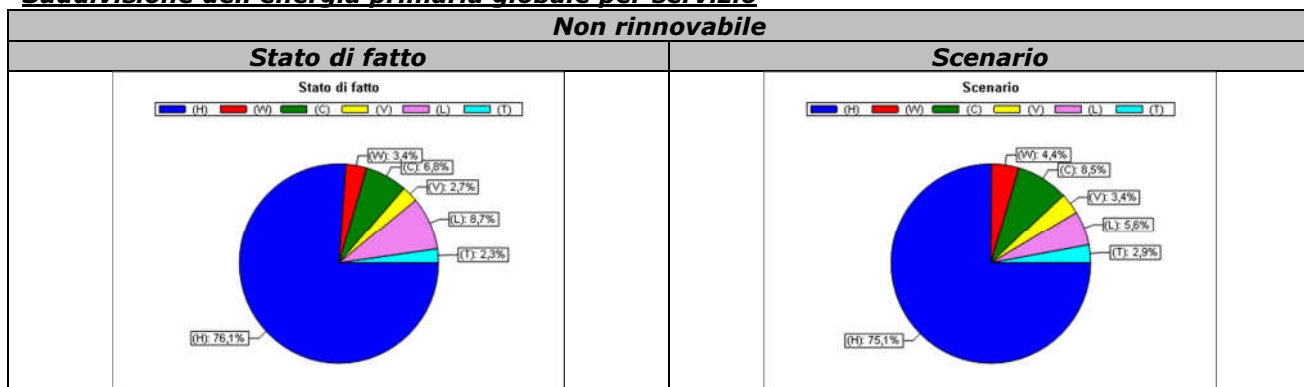 Suddivisione dell'energia primaria globale per servizio
Non rinnovabile
Stato di fatto
Scenario
Stato di fatto
(H) (W) (C) (V) (L) (T)
(W): 3,4%
(C): 6,8%
(V): 2,7%
(L): 8,7%
(T): 2,3%
(H): 76,1%
Scenario
(H) (W) (C) (V) (L) (T)
(W): 4,4%
(C): 8,5%
(V): 3,4%
(L): 5,6%
(T): 2,9%
(H): 75,1%